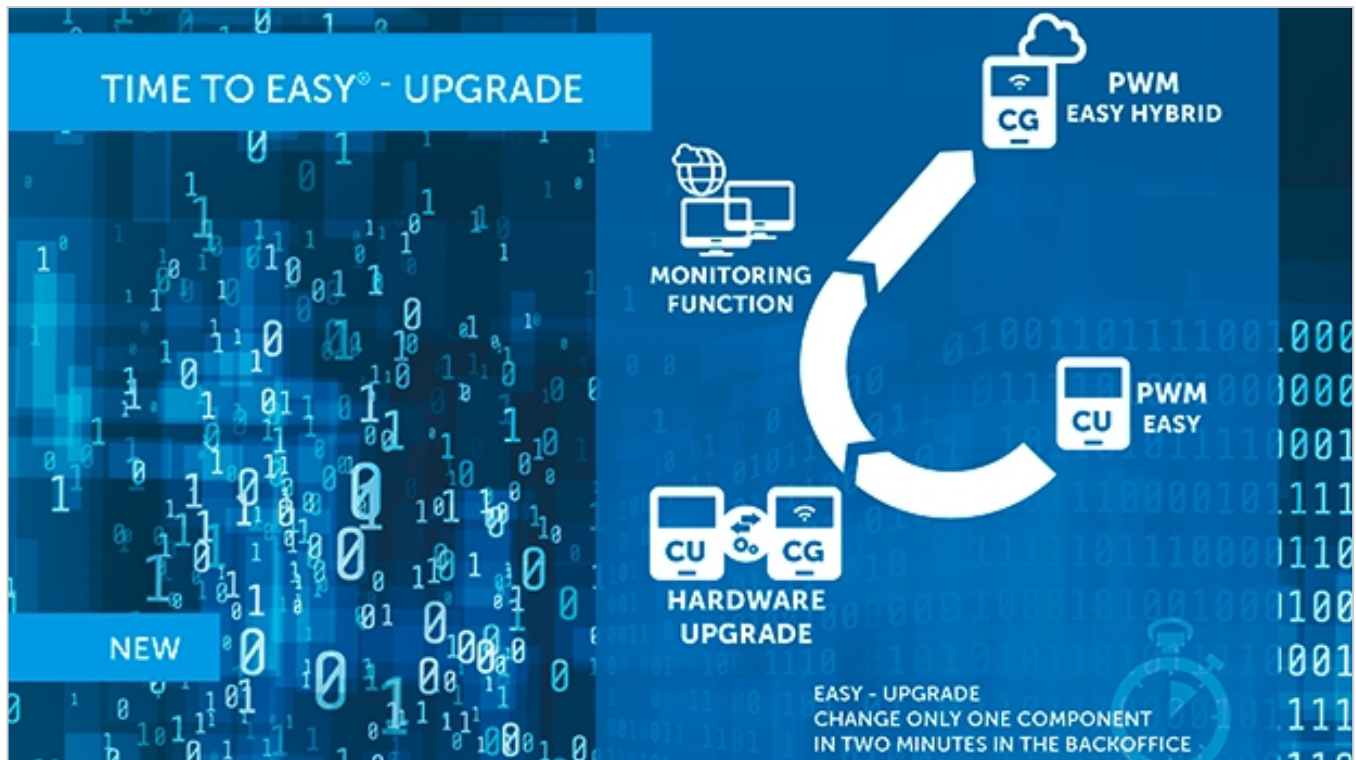 TIME TO EASY® - UPGRADE
PWM
EASY HYBRID
CG
MONITORING
FUNCTION
PWM
EASY
CU
CU
CG
HARDWARE
UPGRADE
NEW
EASY - UPGRADE
CHANGE ONLY ONE COMPONENT
IN TWO MINUTES IN THE BACKOFFICE